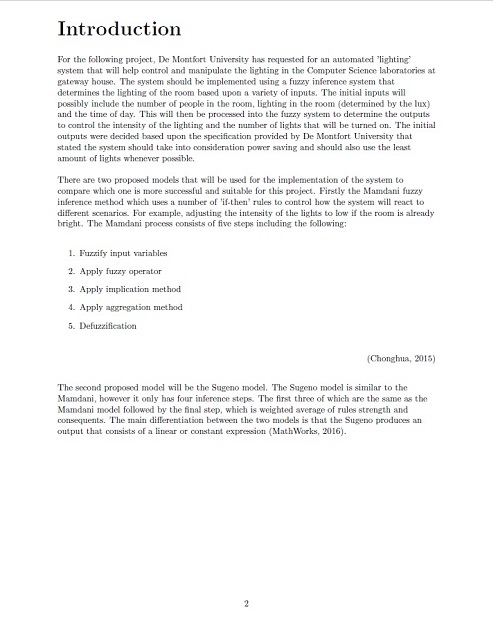 Introduction
For the following project, De Montfort University has requested for an automated 'lighting'
system that will help control and manipulate the lighting in the Computer Science laboratories at
gateway house. The system should be implemented using a fuzzy inference system that
determines the lighting of the room based upon a variety of inputs. The initial inputs will
possibly include the number of people in the room, lighting in the room (determined by the lux)
and the time of day. This will then be processed into the fuzzy system to determine the outputs
to control the intensity of the lighting and the number of lights that will be turned on. The initial
outputs were decided based upon the specification provided by De Montfort University that
stated the system should take into consideration power saving and should also use the least
amount of lights whenever possible.
There are two proposed models that will be used for the implementation of the system to
compare which one is more successful and suitable for this project. Firstly the Mamdani fuzzy
inference method which uses a number of 'if-then' rules to control how the system will react to
different scenarios. For example, adjusting the intensity of the lights to low if the room is already
bright. The Mamdani process consists of five steps including the following:
1. Fuzzify input variables
2. Apply fuzzy operator
3. Apply implication method
4. Apply aggregation method
5. Defuzzification
(Chonghua, 2015)
The second proposed model will be the Sugeno model. The Sugeno model is similar to the
Mamdani, however it only has four inference steps. The first three of which are the same as the
Mamdani model followed by the final step, which is weighted average of rules strength and
consequents. The main differentiation between the two models is that the Sugeno produces an
output that consists of a linear or constant expression (MathWorks, 2016).
2